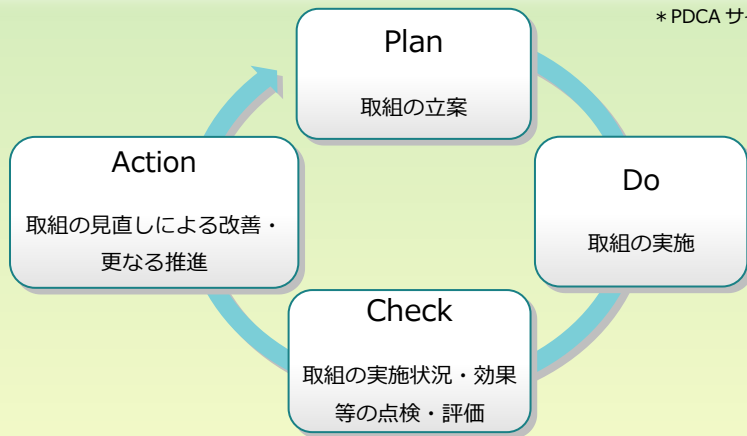 ＊PDCA サ
Plan
取組の立案
Action
取組の見直しによる改善・
更なる推進
Do
取組の実施
Check
取組の実施状況・効果
等の点検・評価